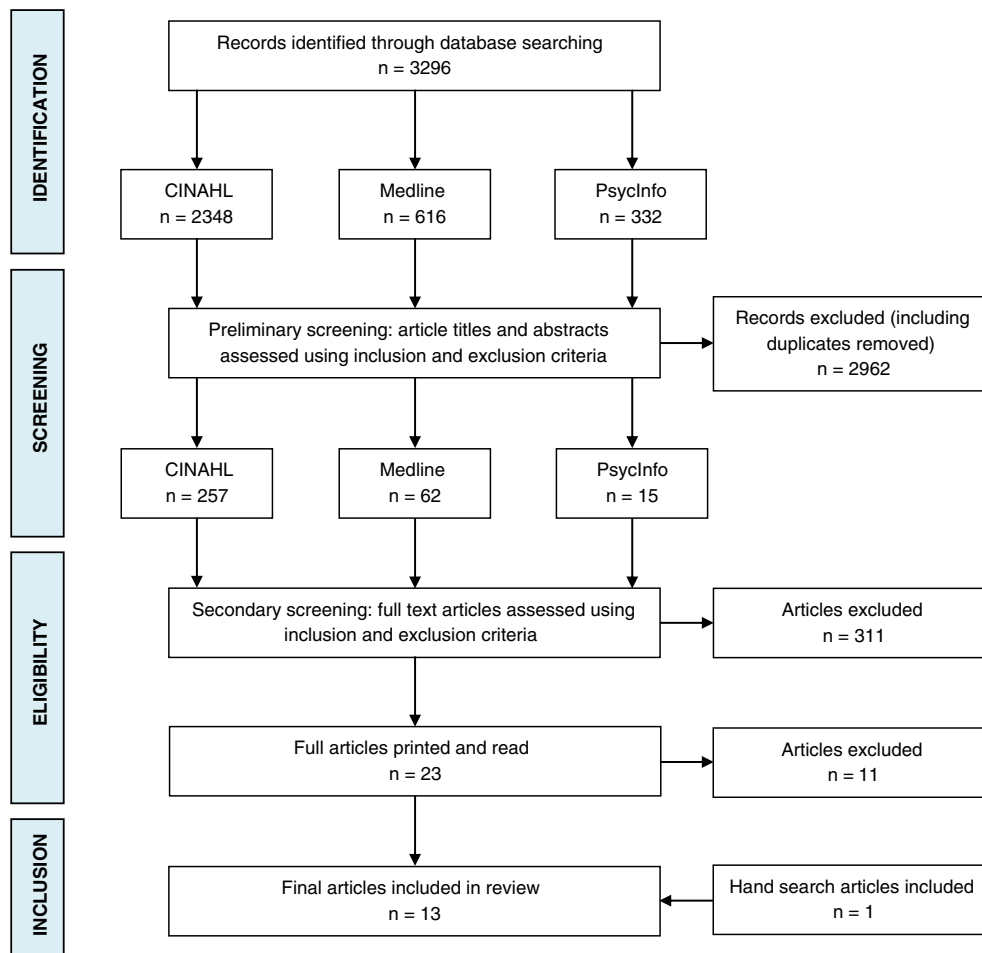 IDENTIFICATION
Records identified through database searching
n = 3296
CINAHL
n = 2348
Medline
n = 616
PsycInfo
n = 332
SCREENING
Preliminary screening: article titles and abstracts
assessed using inclusion and exclusion criteria
Records excluded (including
duplicates removed)
n = 2962
CINAHL
n = 257
Medline
n = 62
PsycInfo
n = 15
ELIGIBILITY
Secondary screening: full text articles assessed using
inclusion and exclusion criteria
Articles excluded
n = 311
Full articles printed and read
n = 23
Articles excluded
n = 11
INCLUSION
Final articles included in review
n = 13
Hand search articles included
n = 1